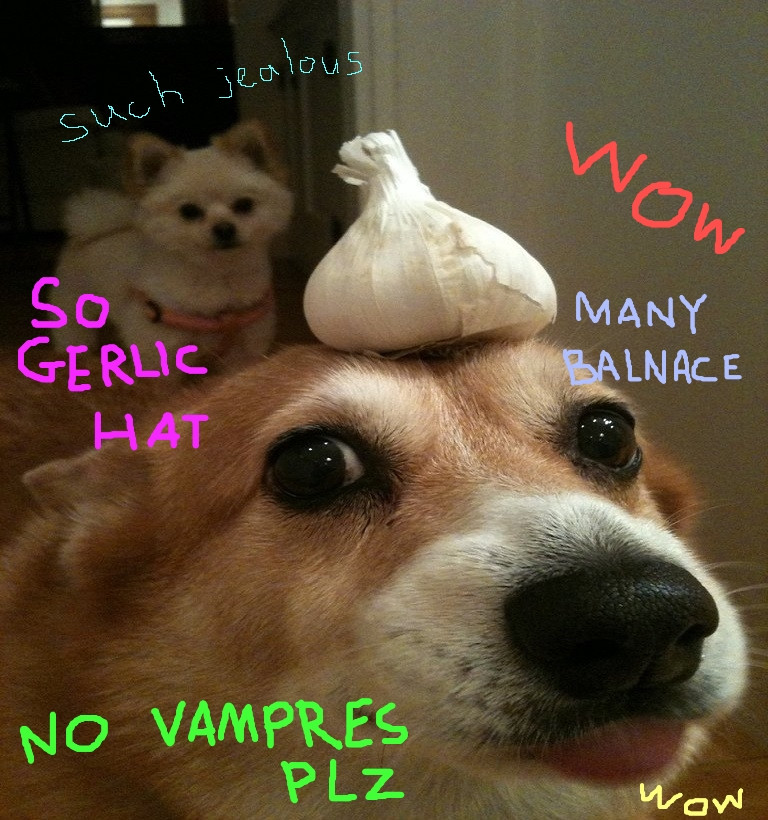 such jealous
WOW
SO
GERLIC
HAT
MANY
BALNACE
NO VAMPRES
PLZ
wow